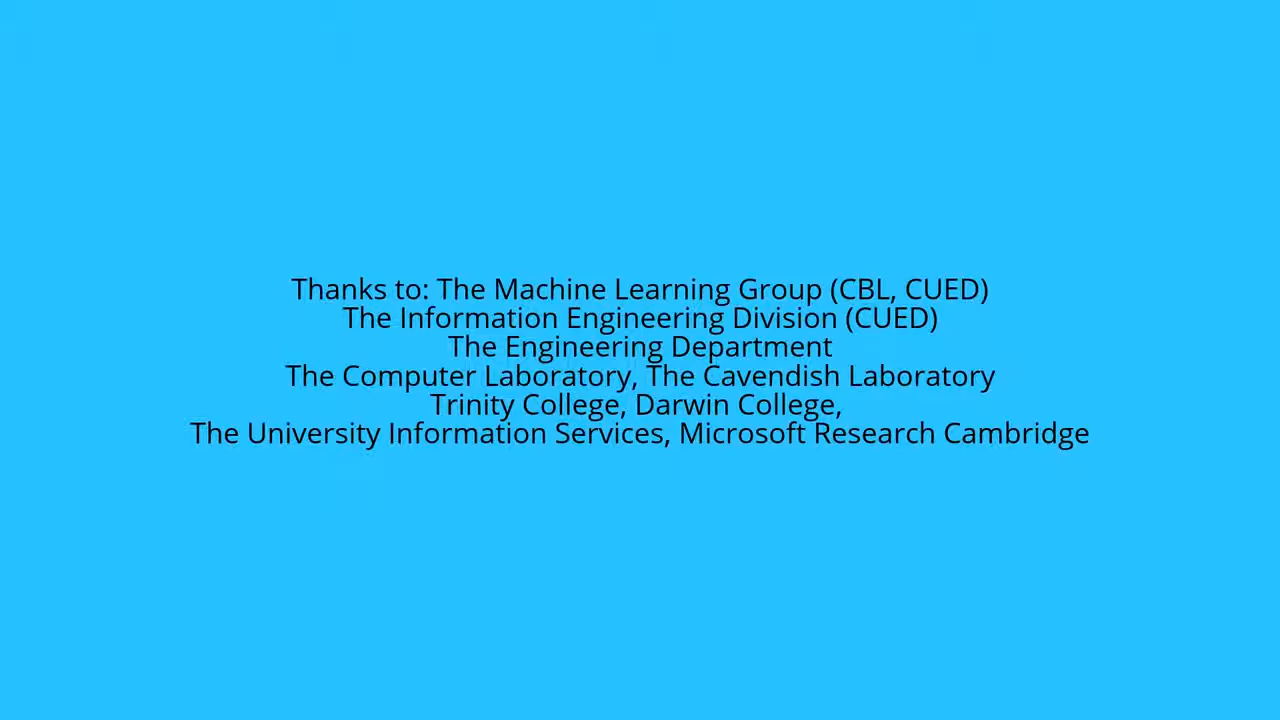 Thanks to: The Machine Learning Group (CBL, CUED)
The Information Engineering Division (CUED)
The Engineering Department
The Computer Laboratory, The Cavendish Laboratory
Trinity College, Darwin College,
The University Information Services, Microsoft Research Cambridge